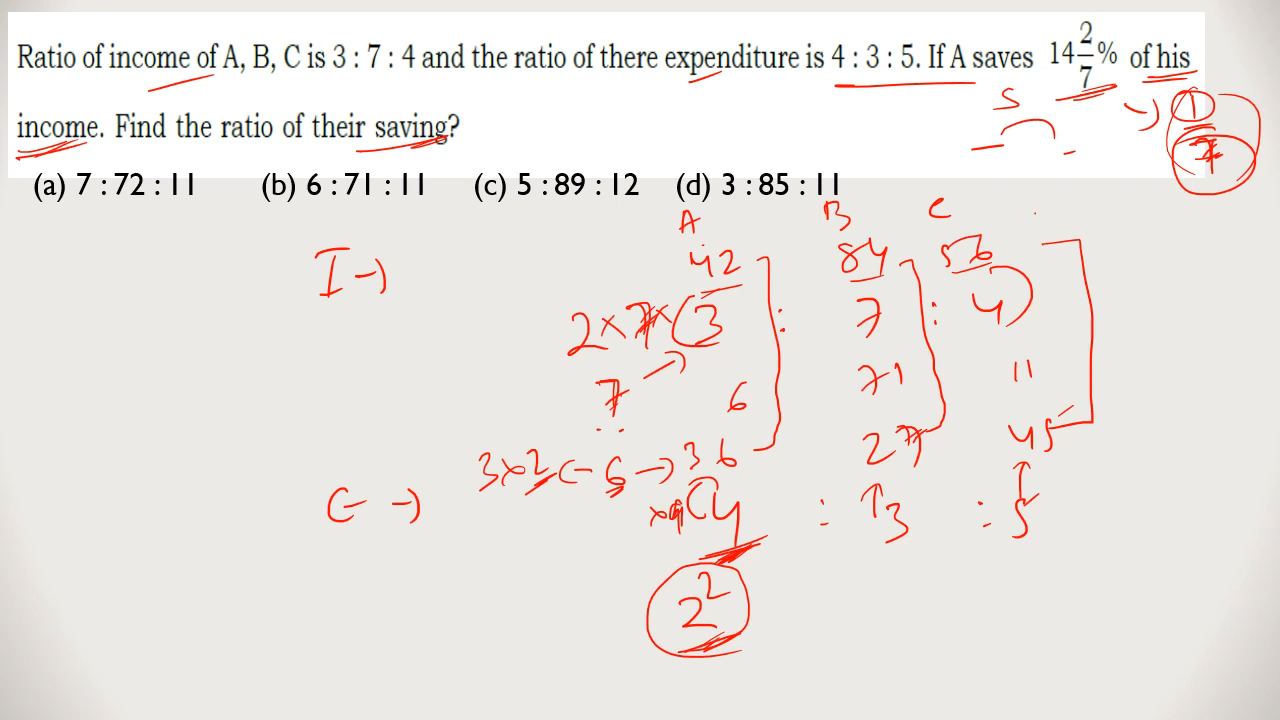 Ratio of income of A, B, C is 3 : 7 : 4 and the ratio of there expenditure is 4 : 3 : 5. If A saves 14 2/7 % of his
income. Find the ratio of their saving?
(a) 7 : 72 : 11 (b) 6 : 71 : 11 (c) 5 : 89 : 12 (d) 3 : 85 : 11
S
→ 1/7
A B C
I → 42 84 56
2 × 7 × 3 : 7 : 4
7 → 6 71 11
3×2 ← 6 → 36 27 45
E → ×9 4 : 3 : 5
2²